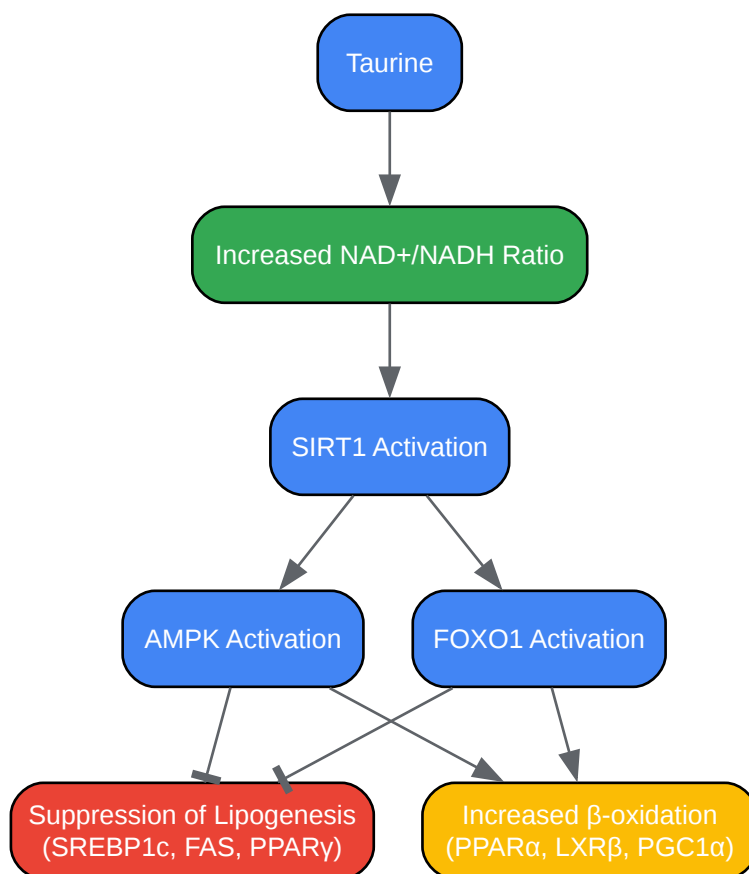 Taurine
Increased NAD+/NADH Ratio
SIRT1 Activation
AMPK Activation
FOXO1 Activation
Suppression of Lipogenesis
(SREBP1c, FAS, PPARγ)
Increased β-oxidation
(PPARα, LXRβ, PGC1α)